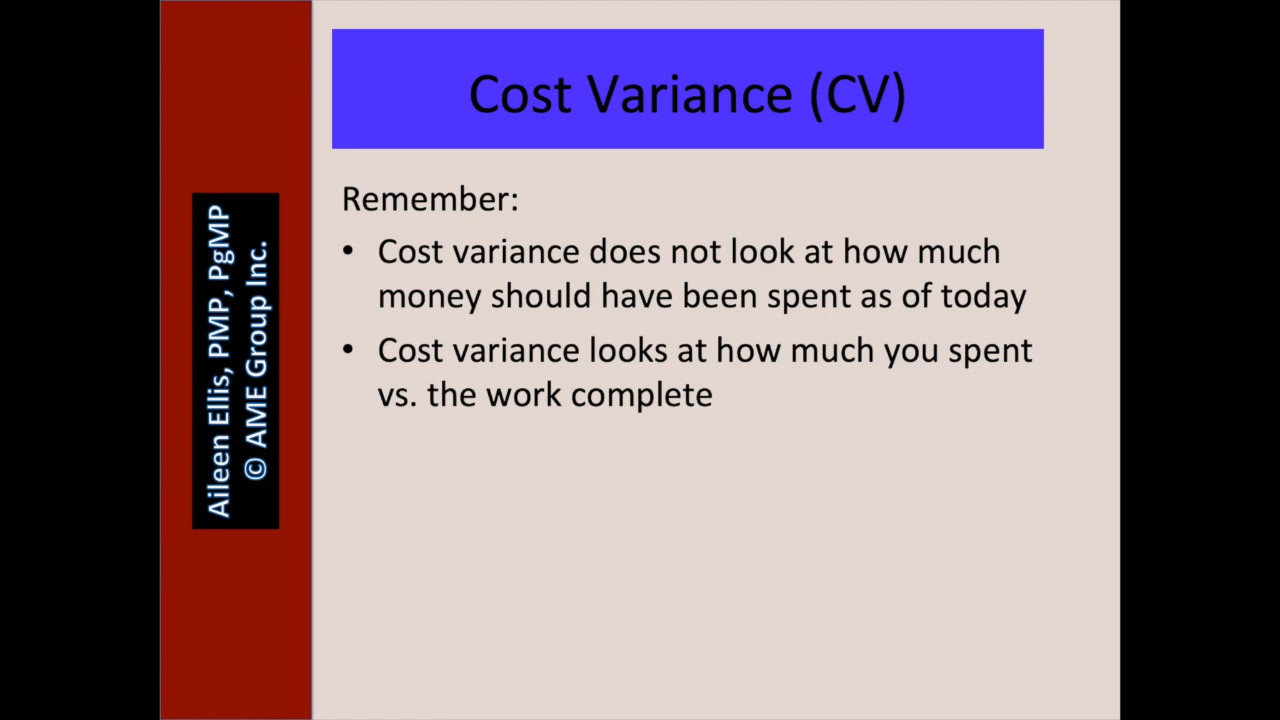 Cost Variance (CV)
Remember:
• Cost variance does not look at how much
money should have been spent as of today
• Cost variance looks at how much you spent
vs. the work complete
Aileen Ellis, PMP, PgMP
© AME Group Inc.